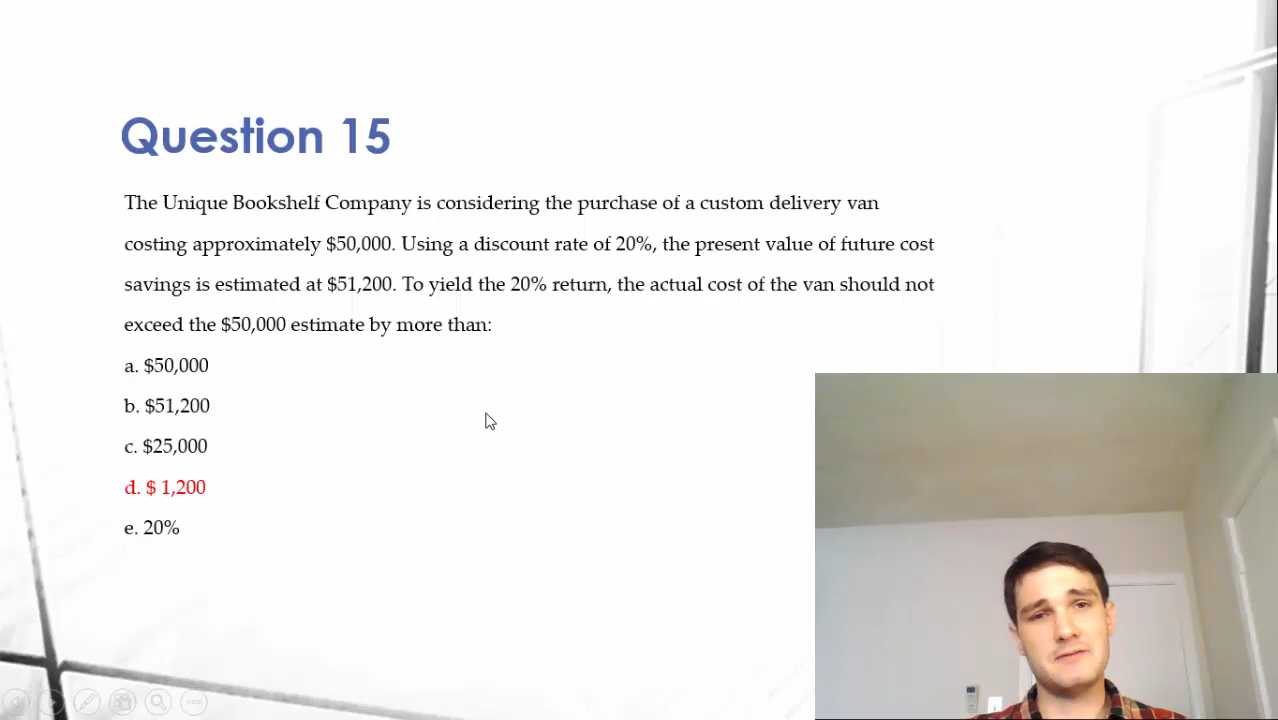 Question 15
The Unique Bookshelf Company is considering the purchase of a custom delivery van
costing approximately $50,000. Using a discount rate of 20%, the present value of future cost
savings is estimated at $51,200. To yield the 20% return, the actual cost of the van should not
exceed the $50,000 estimate by more than:
a. $50,000
b. $51,200
c. $25,000
d. $ 1,200
e. 20%